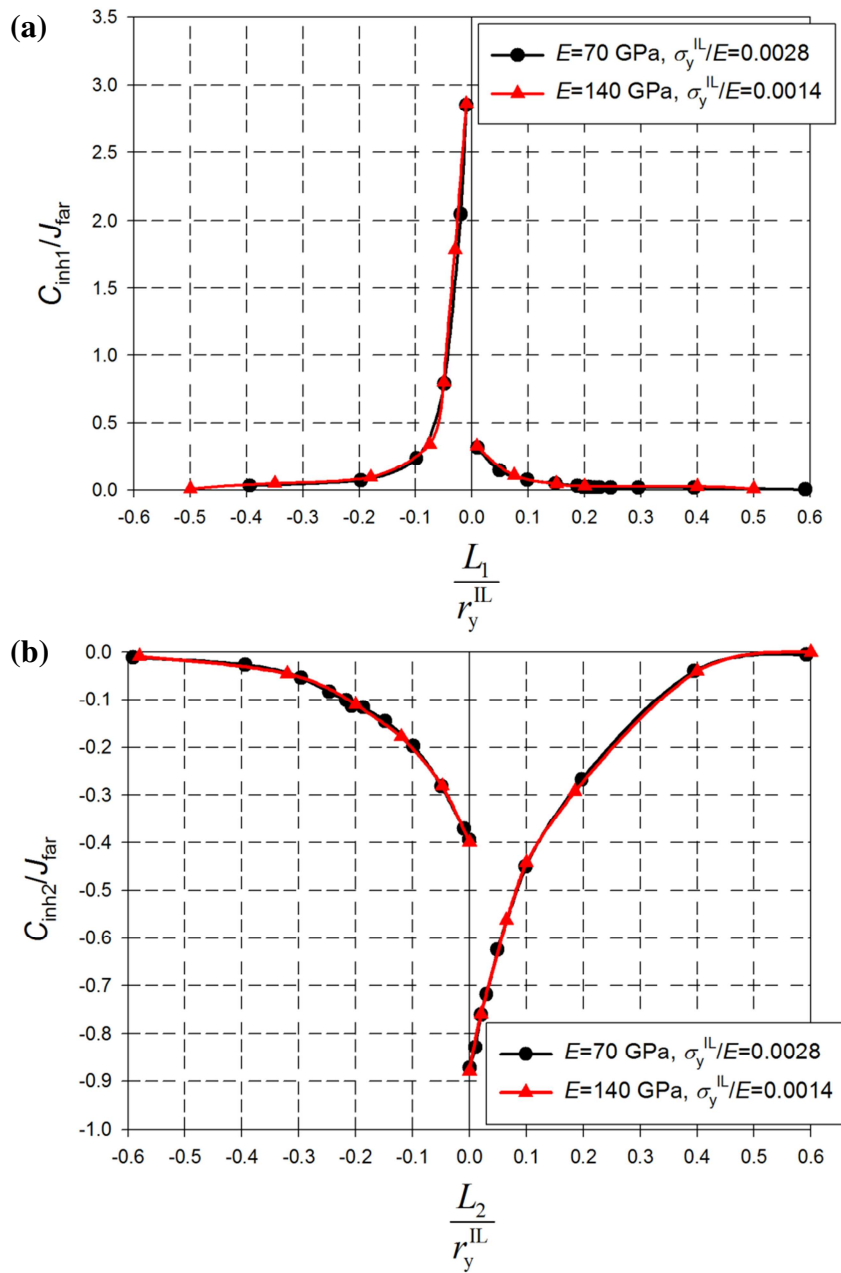 (a)
3.5
3.0
2.5
2.0
1.5
1.0
0.5
0.0
C_inh1/J_far
E=70 GPa, σ_y^IL/E=0.0028
E=140 GPa, σ_y^IL/E=0.0014
-0.6 -0.5 -0.4 -0.3 -0.2 -0.1 0.0 0.1 0.2 0.3 0.4 0.5 0.6
L_1
r_y^IL
(b)
0.0
-0.1
-0.2
-0.3
-0.4
-0.5
-0.6
-0.7
-0.8
-0.9
-1.0
C_inh2/J_far
E=70 GPa, σ_y^IL/E=0.0028
E=140 GPa, σ_y^IL/E=0.0014
-0.6 -0.5 -0.4 -0.3 -0.2 -0.1 0.0 0.1 0.2 0.3 0.4 0.5 0.6
L_2
r_y^IL